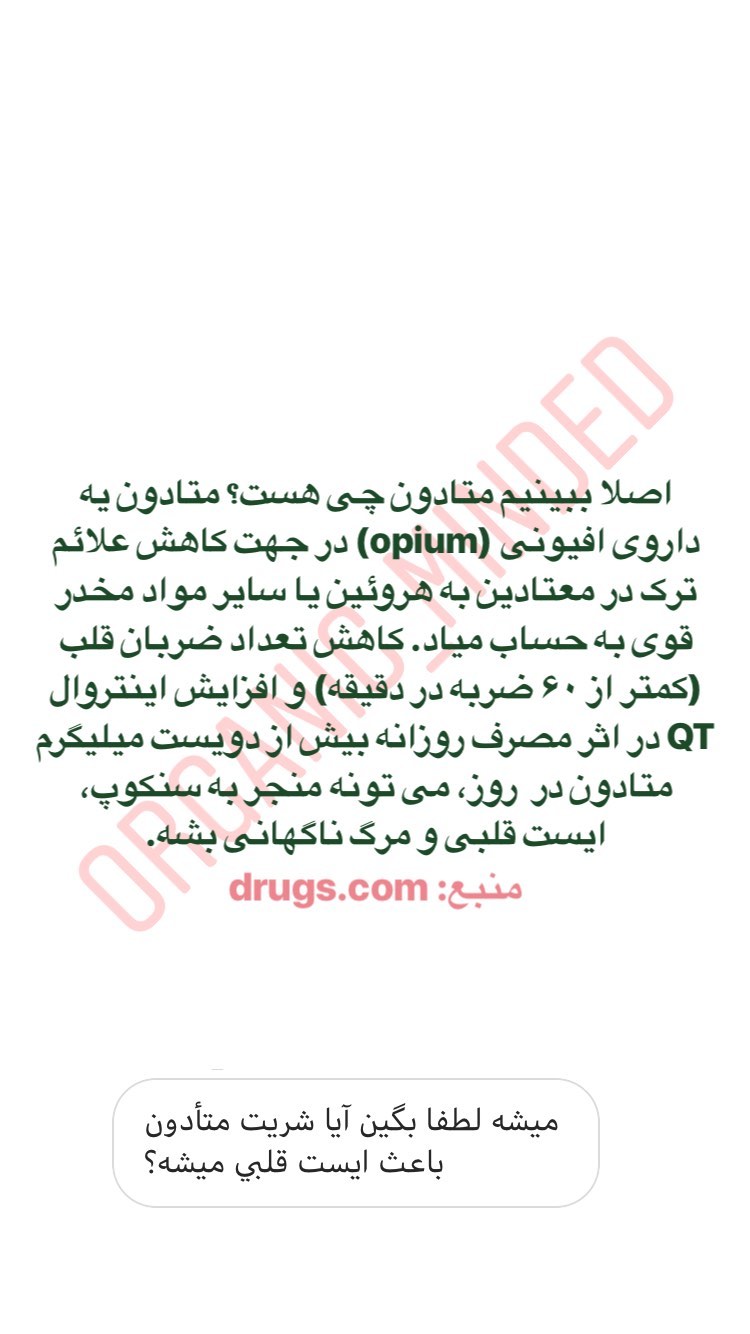 اصلا ببینیم متادون چی هست؟ متادون یه
داروی افیونی (opium) در جهت کاهش علائم
ترک در معتادین به هروئین یا سایر مواد مخدر
قوی به حساب میاد. کاهش تعداد ضربان قلب
(کمتر از ۶۰ ضربه در دقیقه) و افزایش اینتروال
QT در اثر مصرف روزانه بیش از دویست میلیگرم
متادون در روز، می تونه منجر به سنکوپ،
ایست قلبی و مرگ ناگهانی بشه.
منبع: drugs.com
ORGANIC_MINDED
میشه لطفا بگین آیا شریت متأدون
باعث ایست قلبي میشه؟